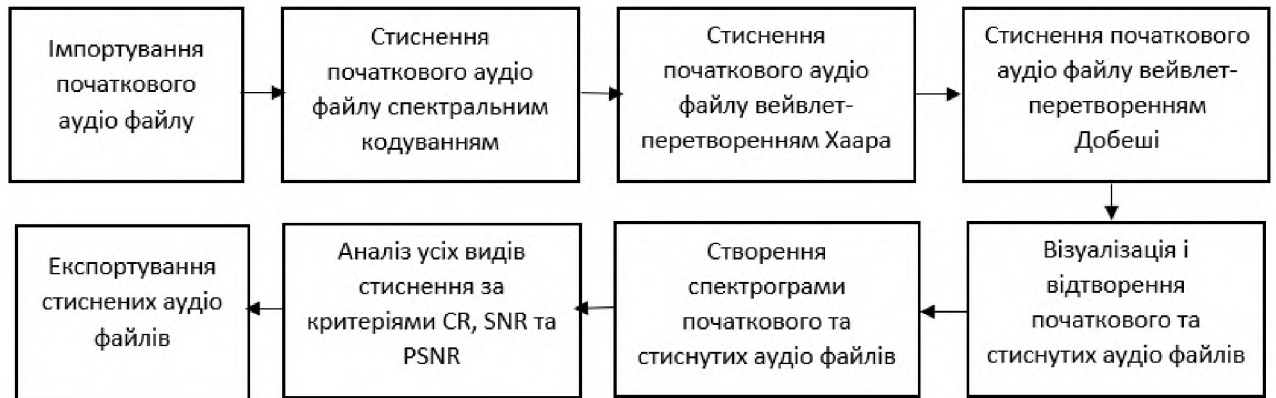 Імпортування
початкового
аудіо файлу
Стиснення
початкового аудіо
файлу спектральним
кодуванням
Стиснення
початкового аудіо
файлу вейвлет-
перетворенням Хаара
Стиснення початкового
аудіо файлу вейвлет-
перетворенням
Добеші
Візуалізація і
відтворення
початкового та
стиснутих аудіо файлів
Створення
спектрограми
початкового та
стиснутих аудіо файлів
Аналіз усіх видів
стиснення за
критеріями CR, SNR та
PSNR
Експортування
стиснених аудіо
файлів